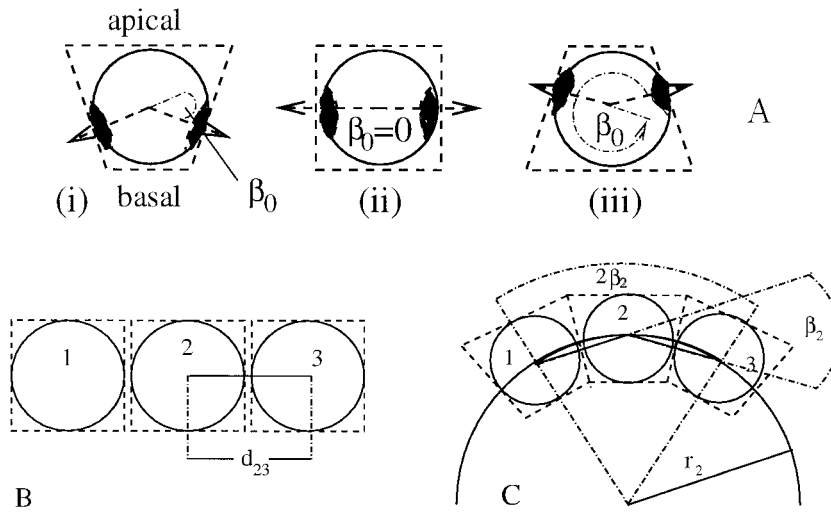 apical
β₀
β₀=0
β₀
A
(i)
basal
(ii)
(iii)
1
2
3
d₂₃
B
2β₂
1
2
3
β₂
r₂
C